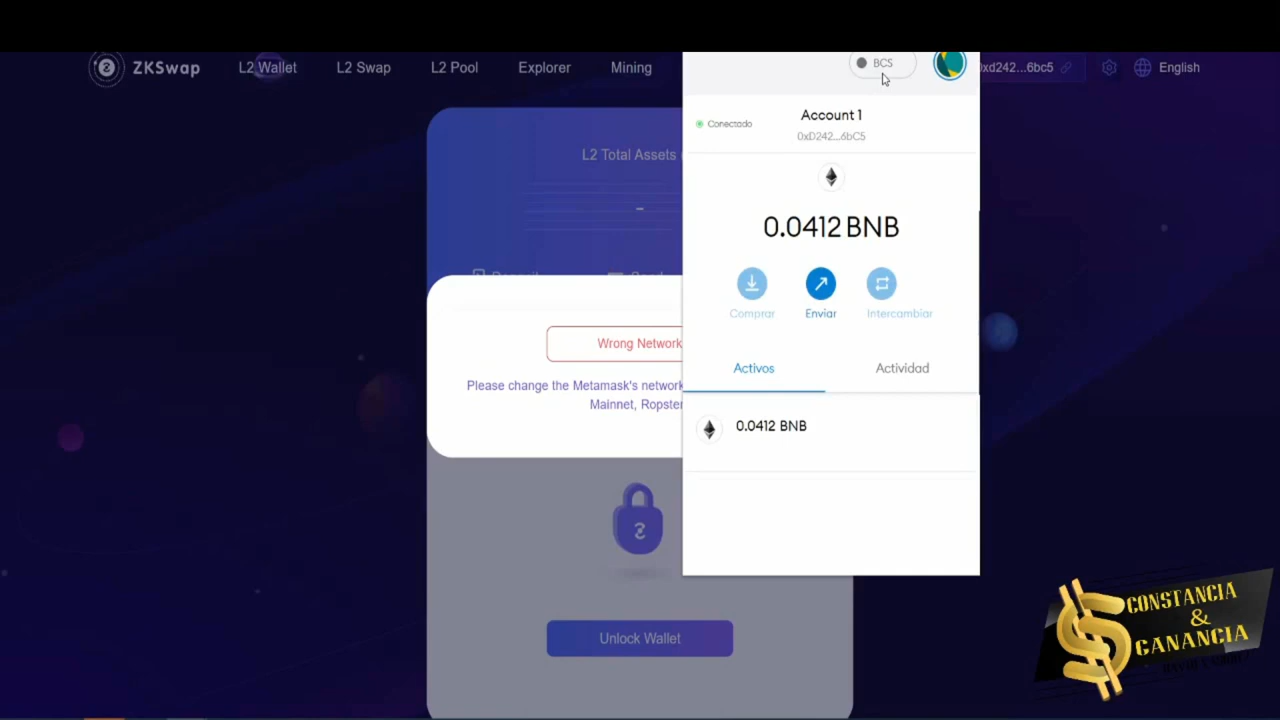 ZKSwap
L2 Wallet
L2 Swap
L2 Pool
Explorer
Mining
BCS
0xd242...6bc5
English
L2 Total Assets
-
Conectado
Account 1
0xD242...6bC5
0.0412 BNB
Comprar
Enviar
Intercambiar
Activos
Actividad
0.0412 BNB
Wrong Network
Please change the Metamask's network
Mainnet,
Unlock Wallet
CONSTANCIA
&
GANANCIA